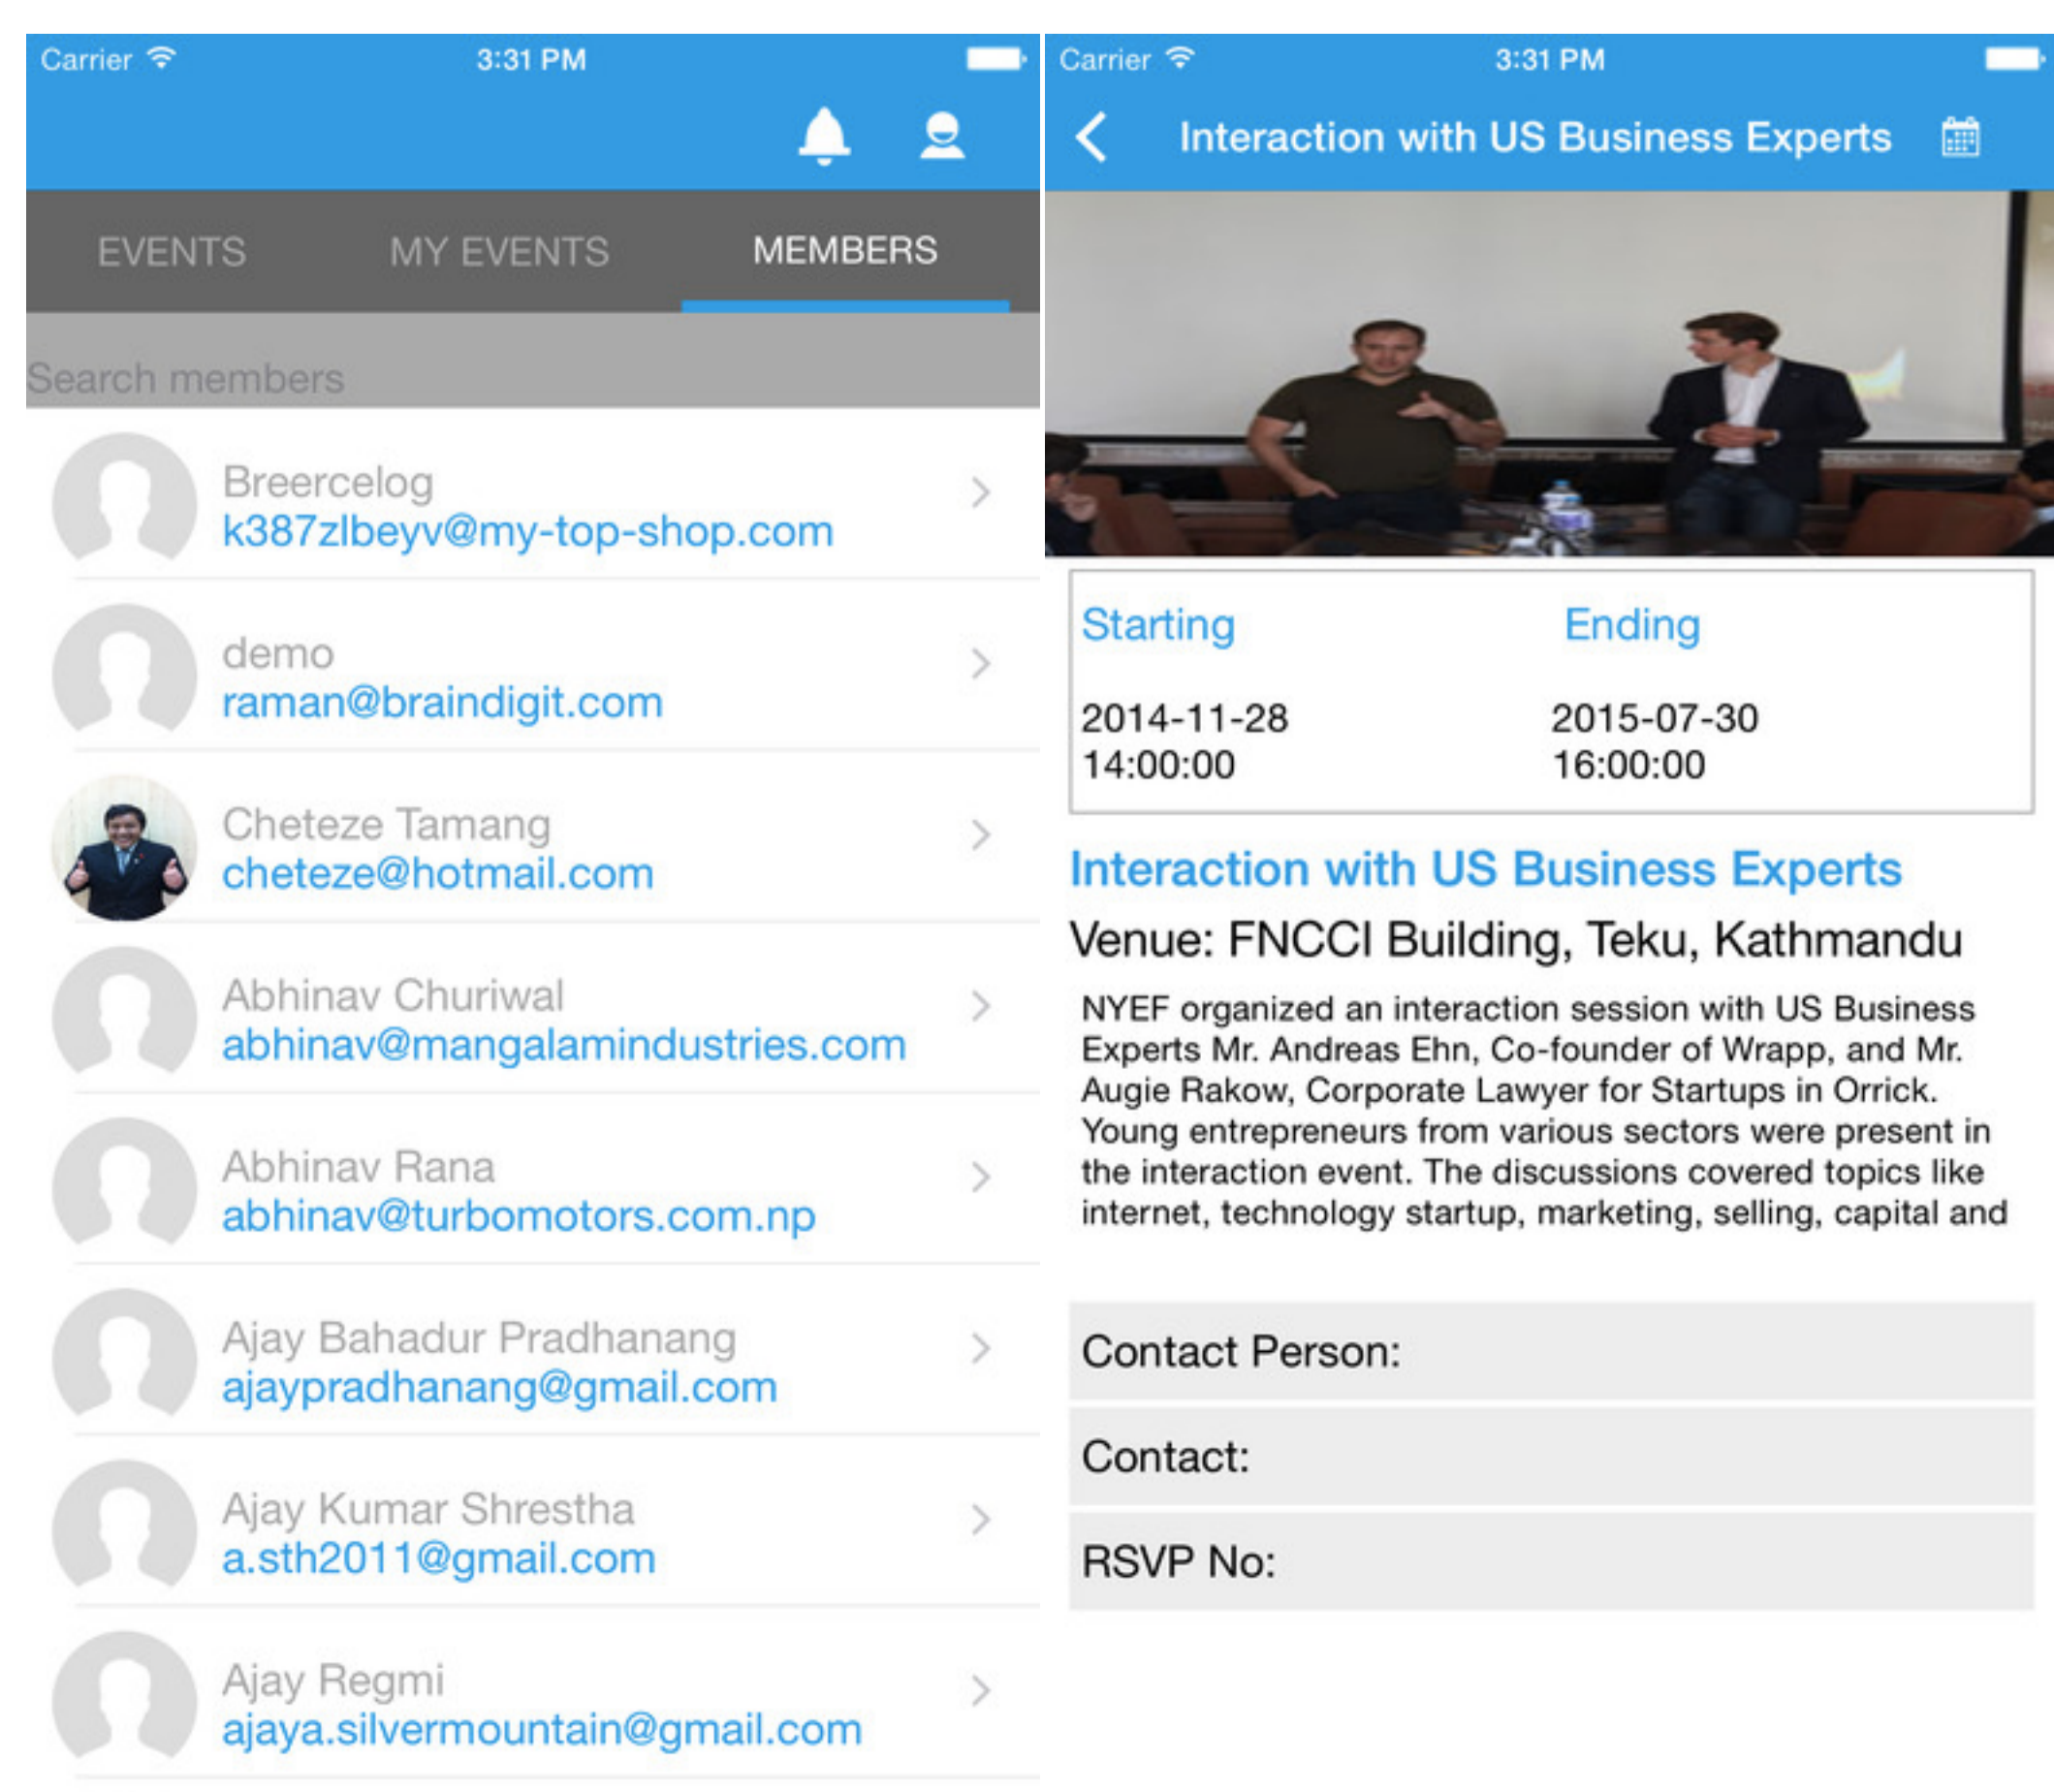 Carrier
3:31 PM
EVENTS
MY EVENTS
MEMBERS
Search members
Breercelog
k387zlbeyv@my-top-shop.com
demo
raman@braindigit.com
Cheteze Tamang
cheteze@hotmail.com
Abhinav Churiwal
abhinav@mangalamindustries.com
Abhinav Rana
abhinav@turbomotors.com.np
Ajay Bahadur Pradhanang
ajaypradhanang@gmail.com
Ajay Kumar Shrestha
a.sth2011@gmail.com
Ajay Regmi
ajaya.silvermountain@gmail.com
Carrier
3:31 PM
Interaction with US Business Experts
Starting
Ending
2014-11-28
14:00:00
2015-07-30
16:00:00
Interaction with US Business Experts
Venue: FNCCI Building, Teku, Kathmandu
NYEF organized an interaction session with US Business
Experts Mr. Andreas Ehn, Co-founder of Wrapp, and Mr.
Augie Rakow, Corporate Lawyer for Startups in Orrick.
Young entrepreneurs from various sectors were present in
the interaction event. The discussions covered topics like
internet, technology startup, marketing, selling, capital and
Contact Person:
Contact:
RSVP No: